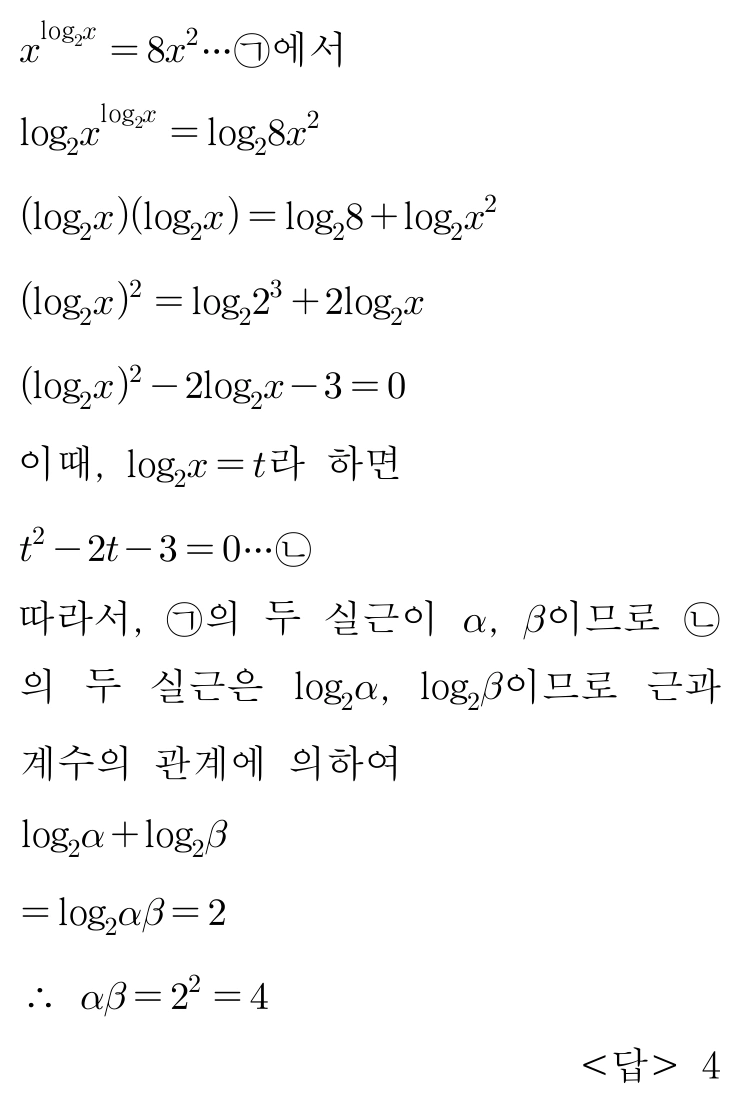 x^{log₂x} = 8x²···㉠에서
log₂x^{log₂x} = log₂8x²
(log₂x)(log₂x) = log₂8 + log₂x²
(log₂x)² = log₂2³ + 2log₂x
(log₂x)² − 2log₂x − 3 = 0
이때, log₂x = t라 하면
t² − 2t − 3 = 0···㉡
따라서, ㉠의 두 실근이 α, β이므로 ㉡
의 두 실근은 log₂α, log₂β이므로 근과
계수의 관계에 의하여
log₂α + log₂β
= log₂αβ = 2
∴ αβ = 2² = 4
<답> 4